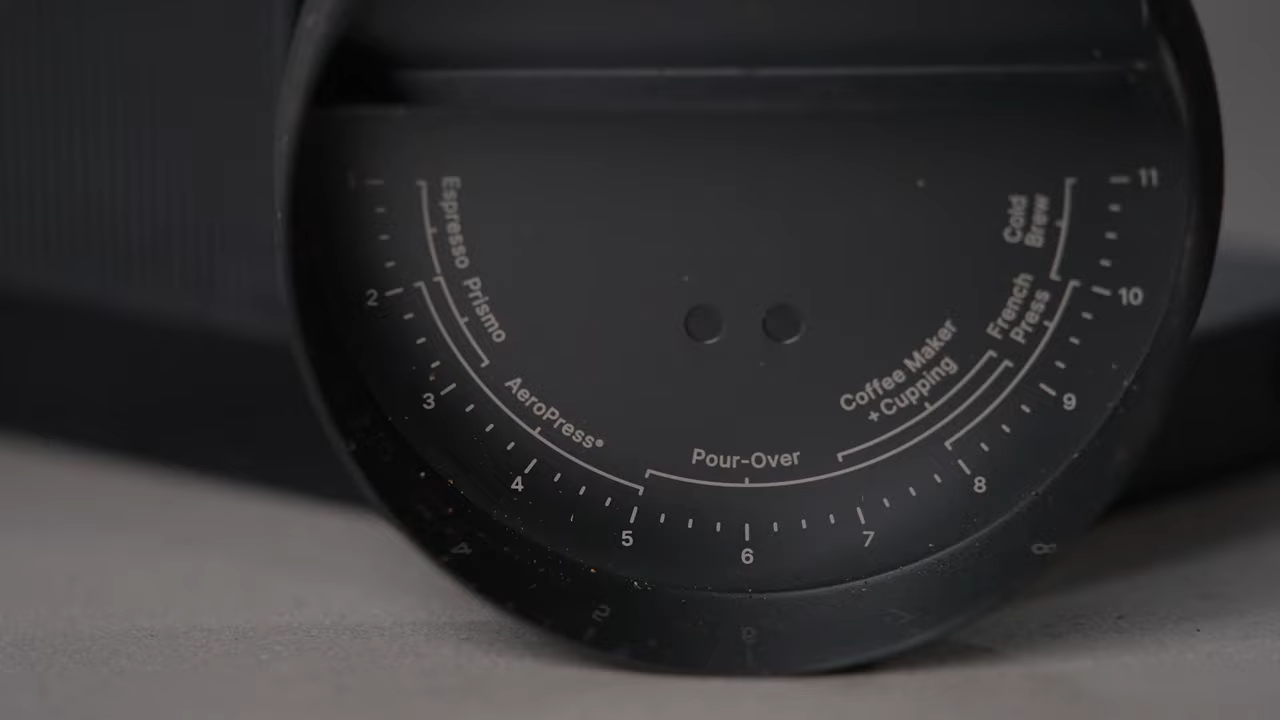 1
2
3
4
5
6
7
8
9
10
11
Espresso
Prismo
AeroPress®
Pour-Over
Coffee Maker
+Cupping
French
Press
Cold
Brew